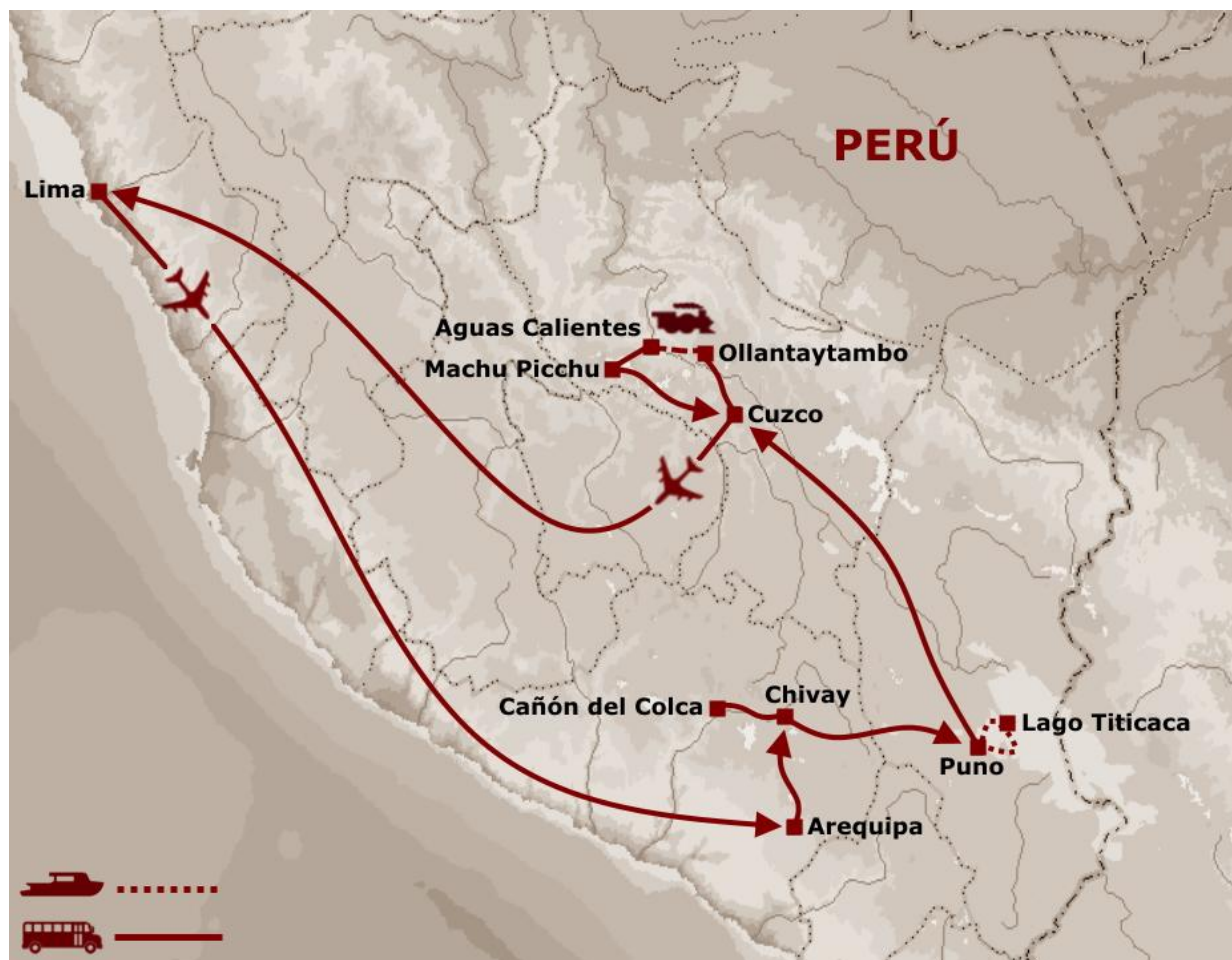 PERÚ
Lima
Aguas Calientes
Ollantaytambo
Machu Picchu
Cuzco
Cañón del Colca
Chivay
Lago Titicaca
Puno
Arequipa